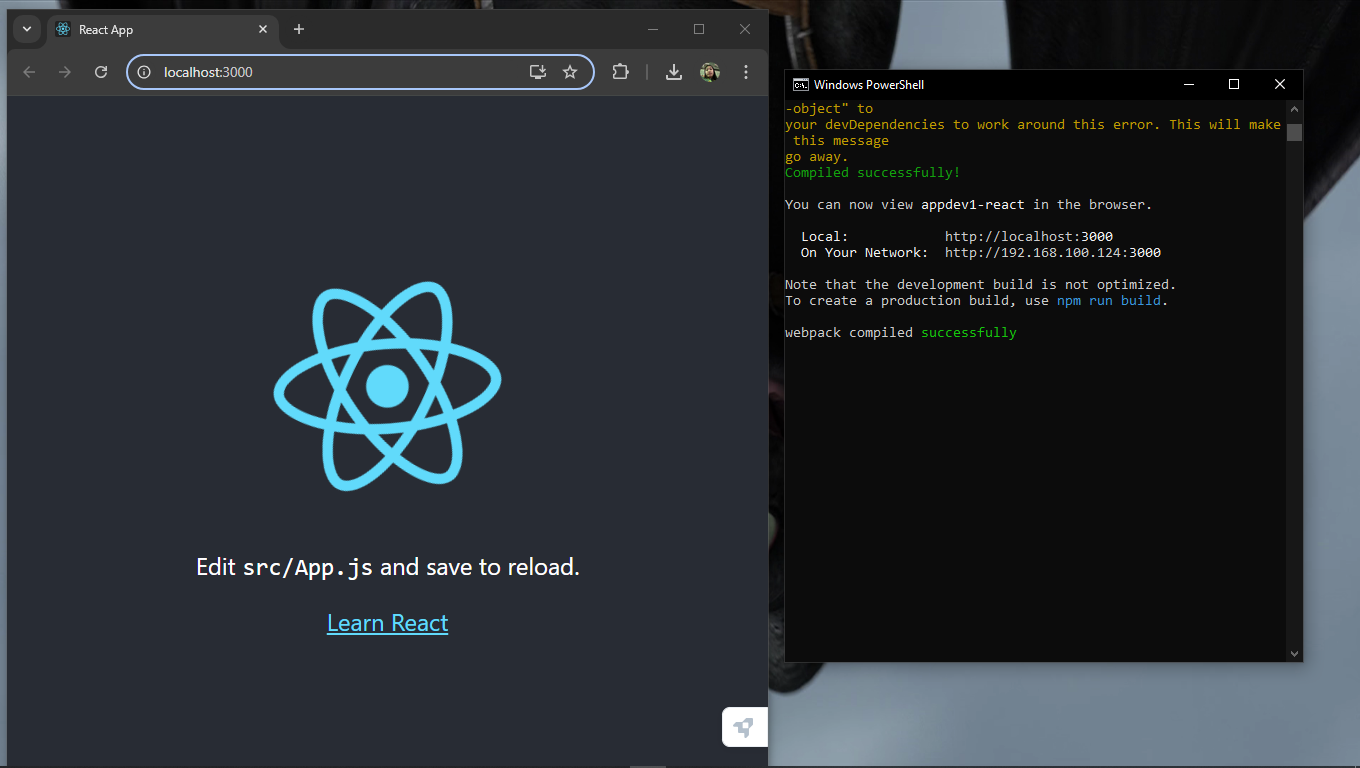 React App
localhost:3000
Edit src/App.js and save to reload.
Learn React
Windows PowerShell
-object" to
your devDependencies to work around this error. This will make
this message
go away.
Compiled successfully!
You can now view appdev1-react in the browser.
Local: http://localhost:3000
On Your Network: http://192.168.100.124:3000
Note that the development build is not optimized.
To create a production build, use npm run build.
webpack compiled successfully